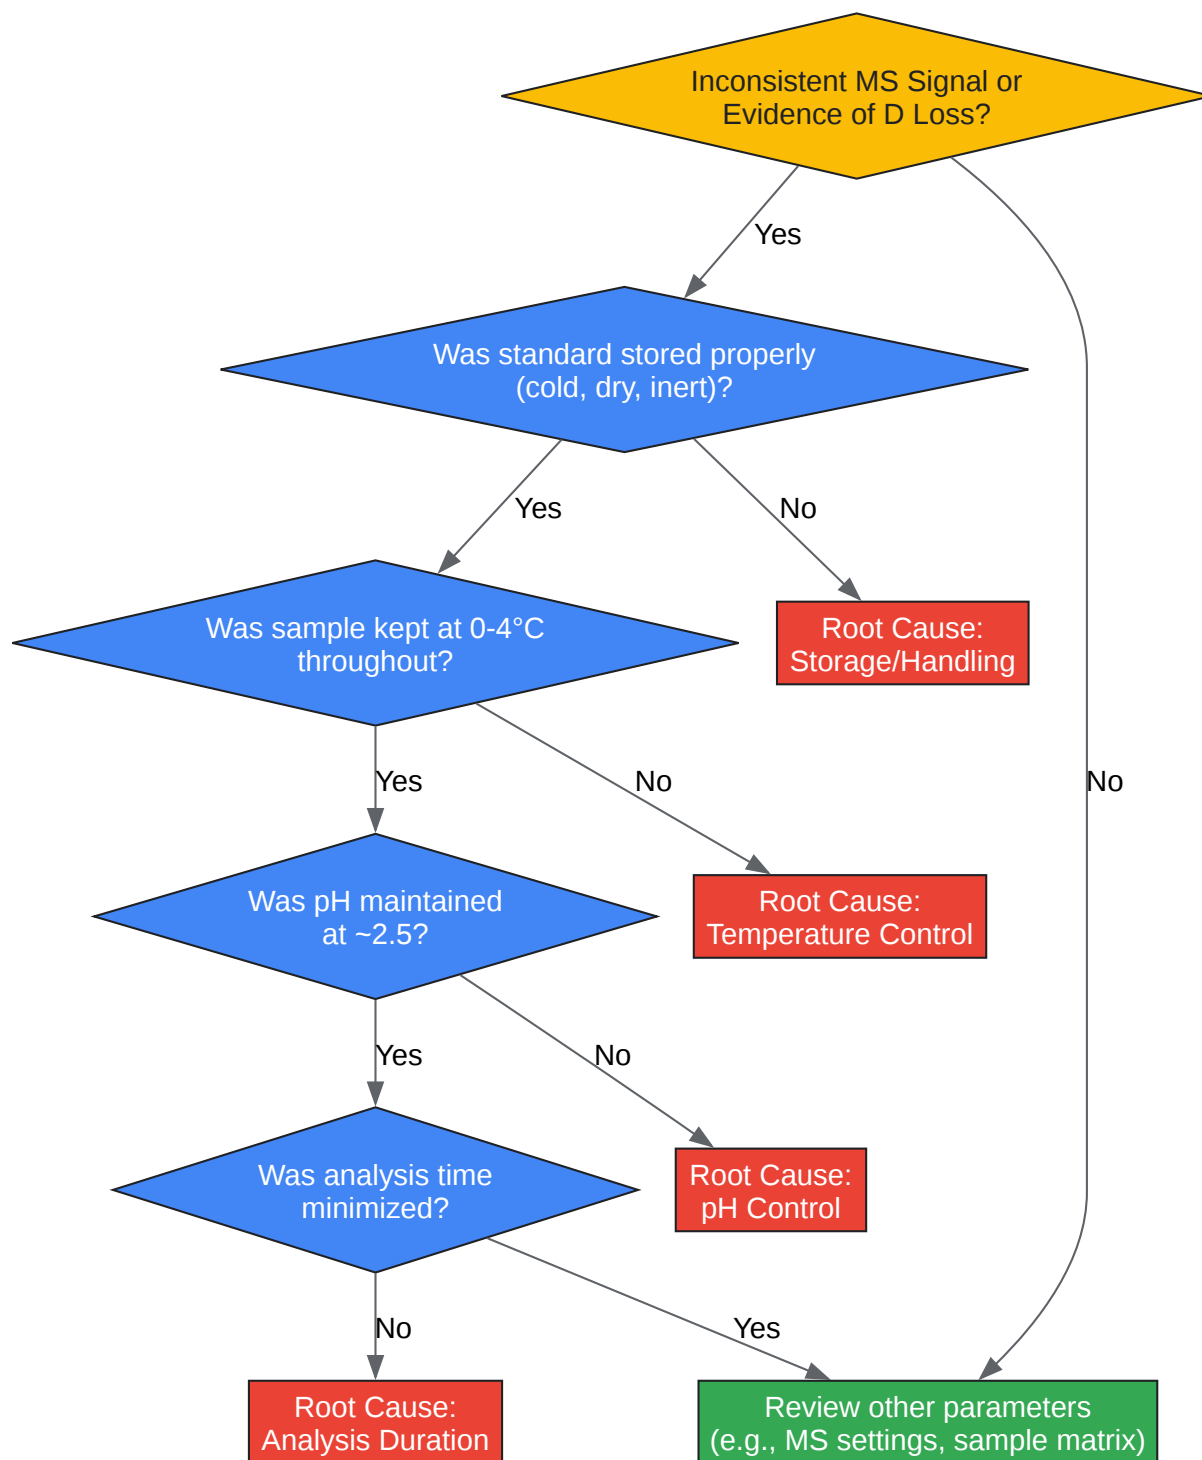 Inconsistent MS Signal or
Evidence of D Loss?
Yes
Was standard stored properly
(cold, dry, inert)?
Yes
No
Was sample kept at 0-4°C
throughout?
Root Cause:
Storage/Handling
Yes
No
No
Was pH maintained
at ~2.5?
Root Cause:
Temperature Control
Yes
No
Was analysis time
minimized?
Root Cause:
pH Control
No
Yes
Root Cause:
Analysis Duration
Review other parameters
(e.g., MS settings, sample matrix)